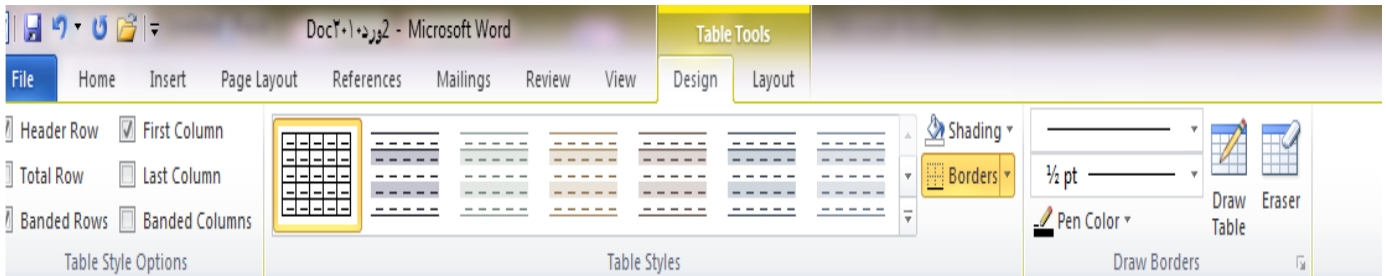 Doc۲۰۱۰ورد2 - Microsoft Word
Table Tools
File Home Insert Page Layout References Mailings Review View Design Layout
Header Row First Column
Total Row Last Column
Banded Rows Banded Columns
Table Style Options
Table Styles
Shading
Borders
½ pt
Pen Color
Draw Table
Eraser
Draw Borders